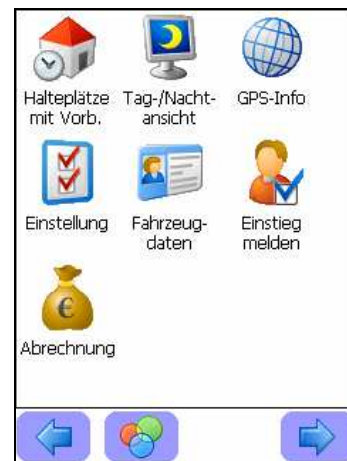 Halteplätze Tag-/Nacht- GPS-Info
mit Vorb. ansicht
Einstellung Fahrzeug- Einstieg
daten melden
€
Abrechnung